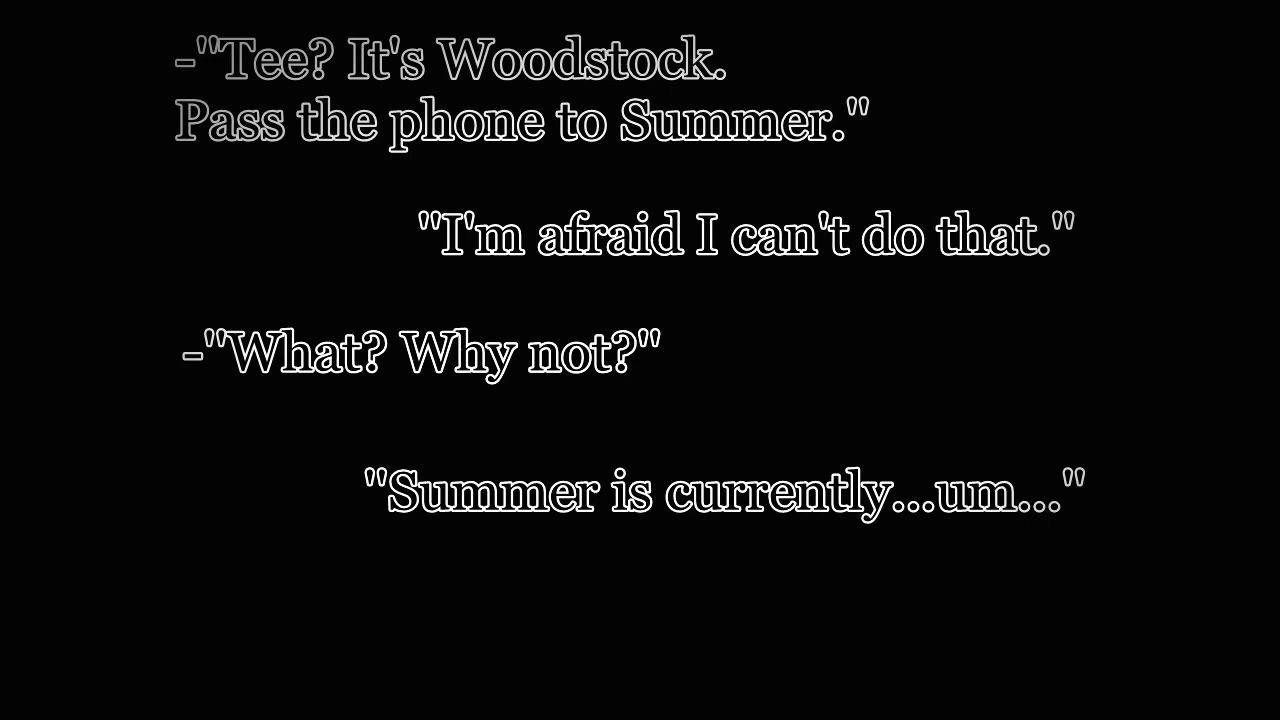 -"Tee? It's Woodstock.
Pass the phone to Summer."
"I'm afraid I can't do that."
-"What? Why not?"
"Summer is currently...um..."